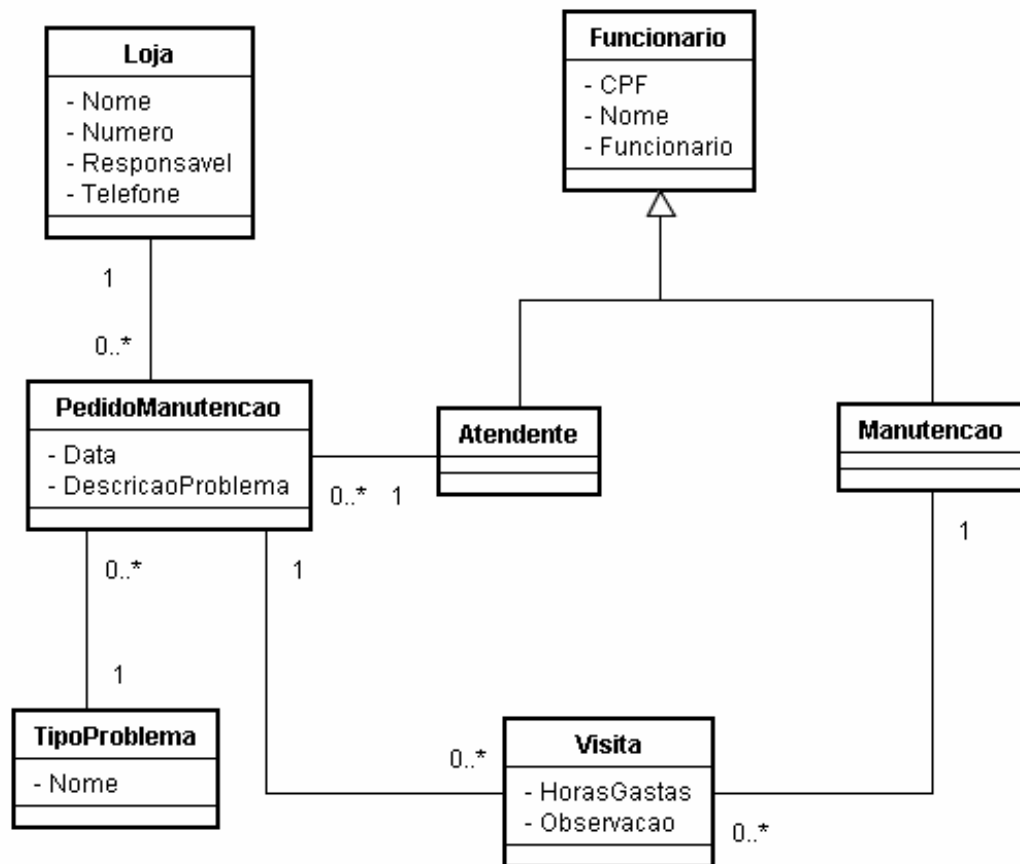 Loja
- Nome
- Numero
- Responsavel
- Telefone
Funcionario
- CPF
- Nome
- Funcionario
1
0..*
PedidoManutencao
- Data
- DescricaoProblema
0..* 1
Atendente
Manutencao
0..*
1
1
1
TipoProblema
- Nome
0..*
Visita
- HorasGastas
- Observacao
0..*